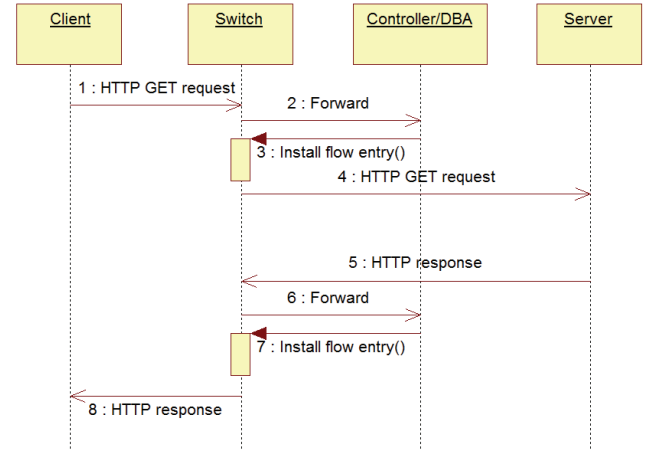 Client
Switch
Controller/DBA
Server
1 : HTTP GET request
2 : Forward
3 : Install flow entry()
4 : HTTP GET request
5 : HTTP response
6 : Forward
7 : Install flow entry()
8 : HTTP response